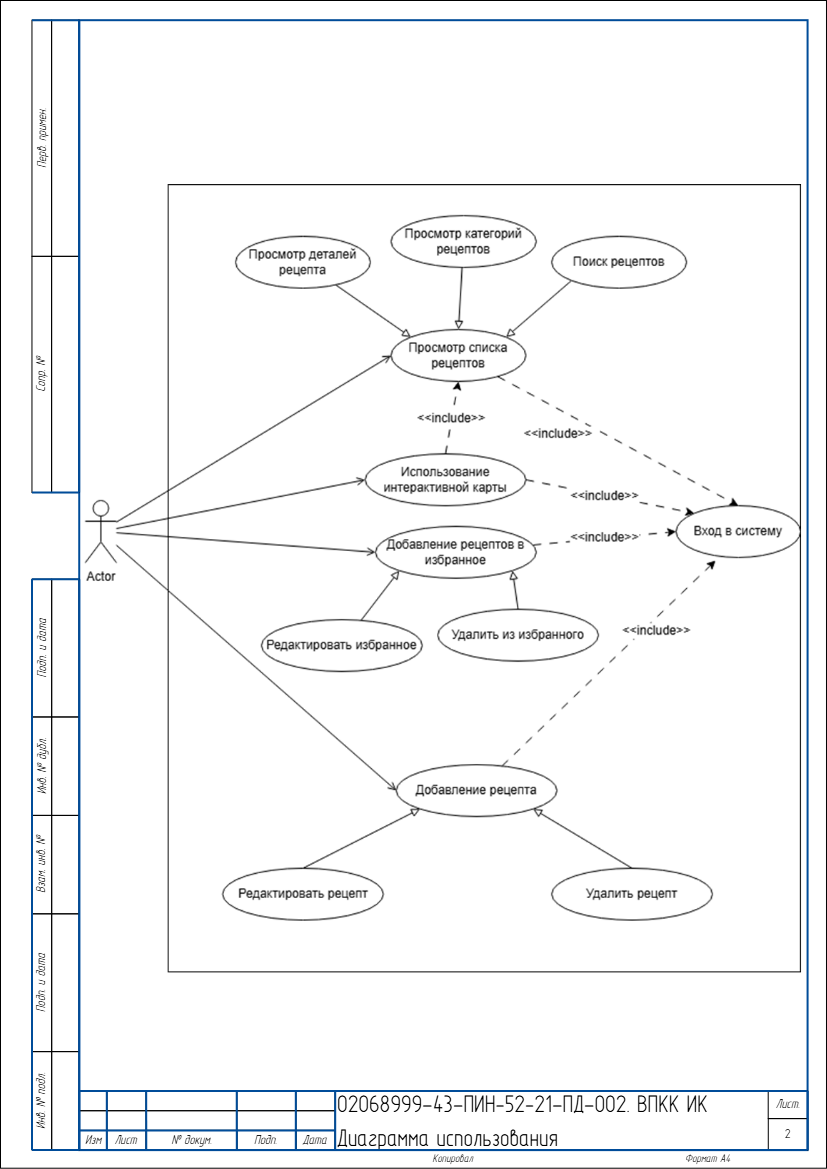 Перв. примен.
Справ. №
Просмотр деталей
рецепта
Просмотр категорий
рецептов
Поиск рецептов
Просмотр списка
рецептов
<<include>>
<<include>>
Использование
интерактивной карты
<<include>>
Вход в систему
Actor
Добавление рецептов в
избранное
<<include>>
Редактировать избранное
Удалить из избранного
<<include>>
Добавление рецепта
Редактировать рецепт
Удалить рецепт
Подп. и дата
Инв. № дубл.
Взам. инв. №
Подп. и дата
Инв. № подл.
02068999-43-ПИН-52-21-ПД-002. ВПКК ИК
Диаграмма использования
Изм
Лист
№ докум.
Подп.
Дата
Лист.
2
Копировал
Формат А4